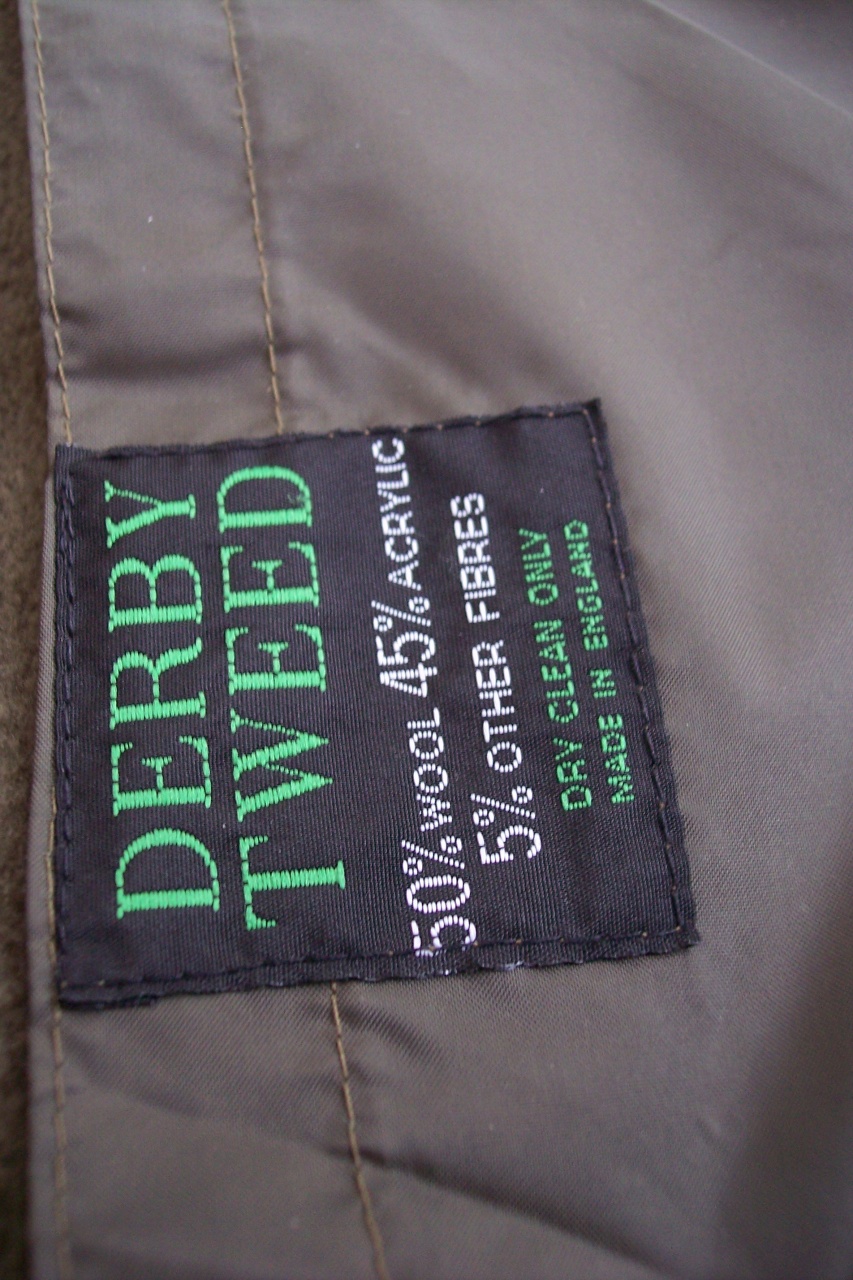 DERBY
TWEED
50% WOOL 45% ACRYLIC
5% OTHER FIBRES
DRY CLEAN ONLY
MADE IN ENGLAND